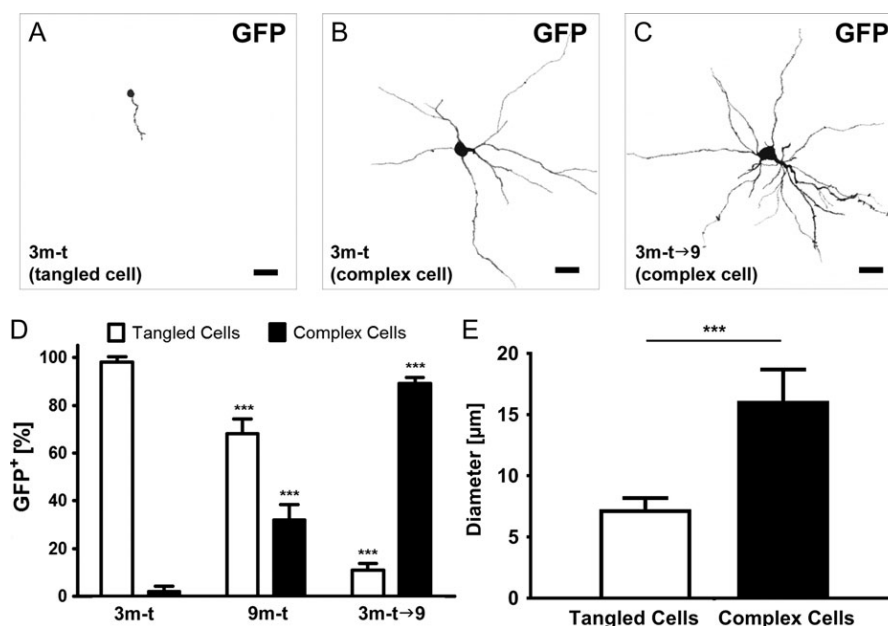 A
GFP
3m-t
(tangled cell)
B
GFP
3m-t
(complex cell)
C
GFP
3m-t→9
(complex cell)
D
Tangled Cells
Complex Cells
GFP⁺ [%]
100
80
60
40
20
0
***
***
***
***
3m-t
9m-t
3m-t→9
E
***
Diameter [µm]
20
15
10
5
0
Tangled Cells
Complex Cells